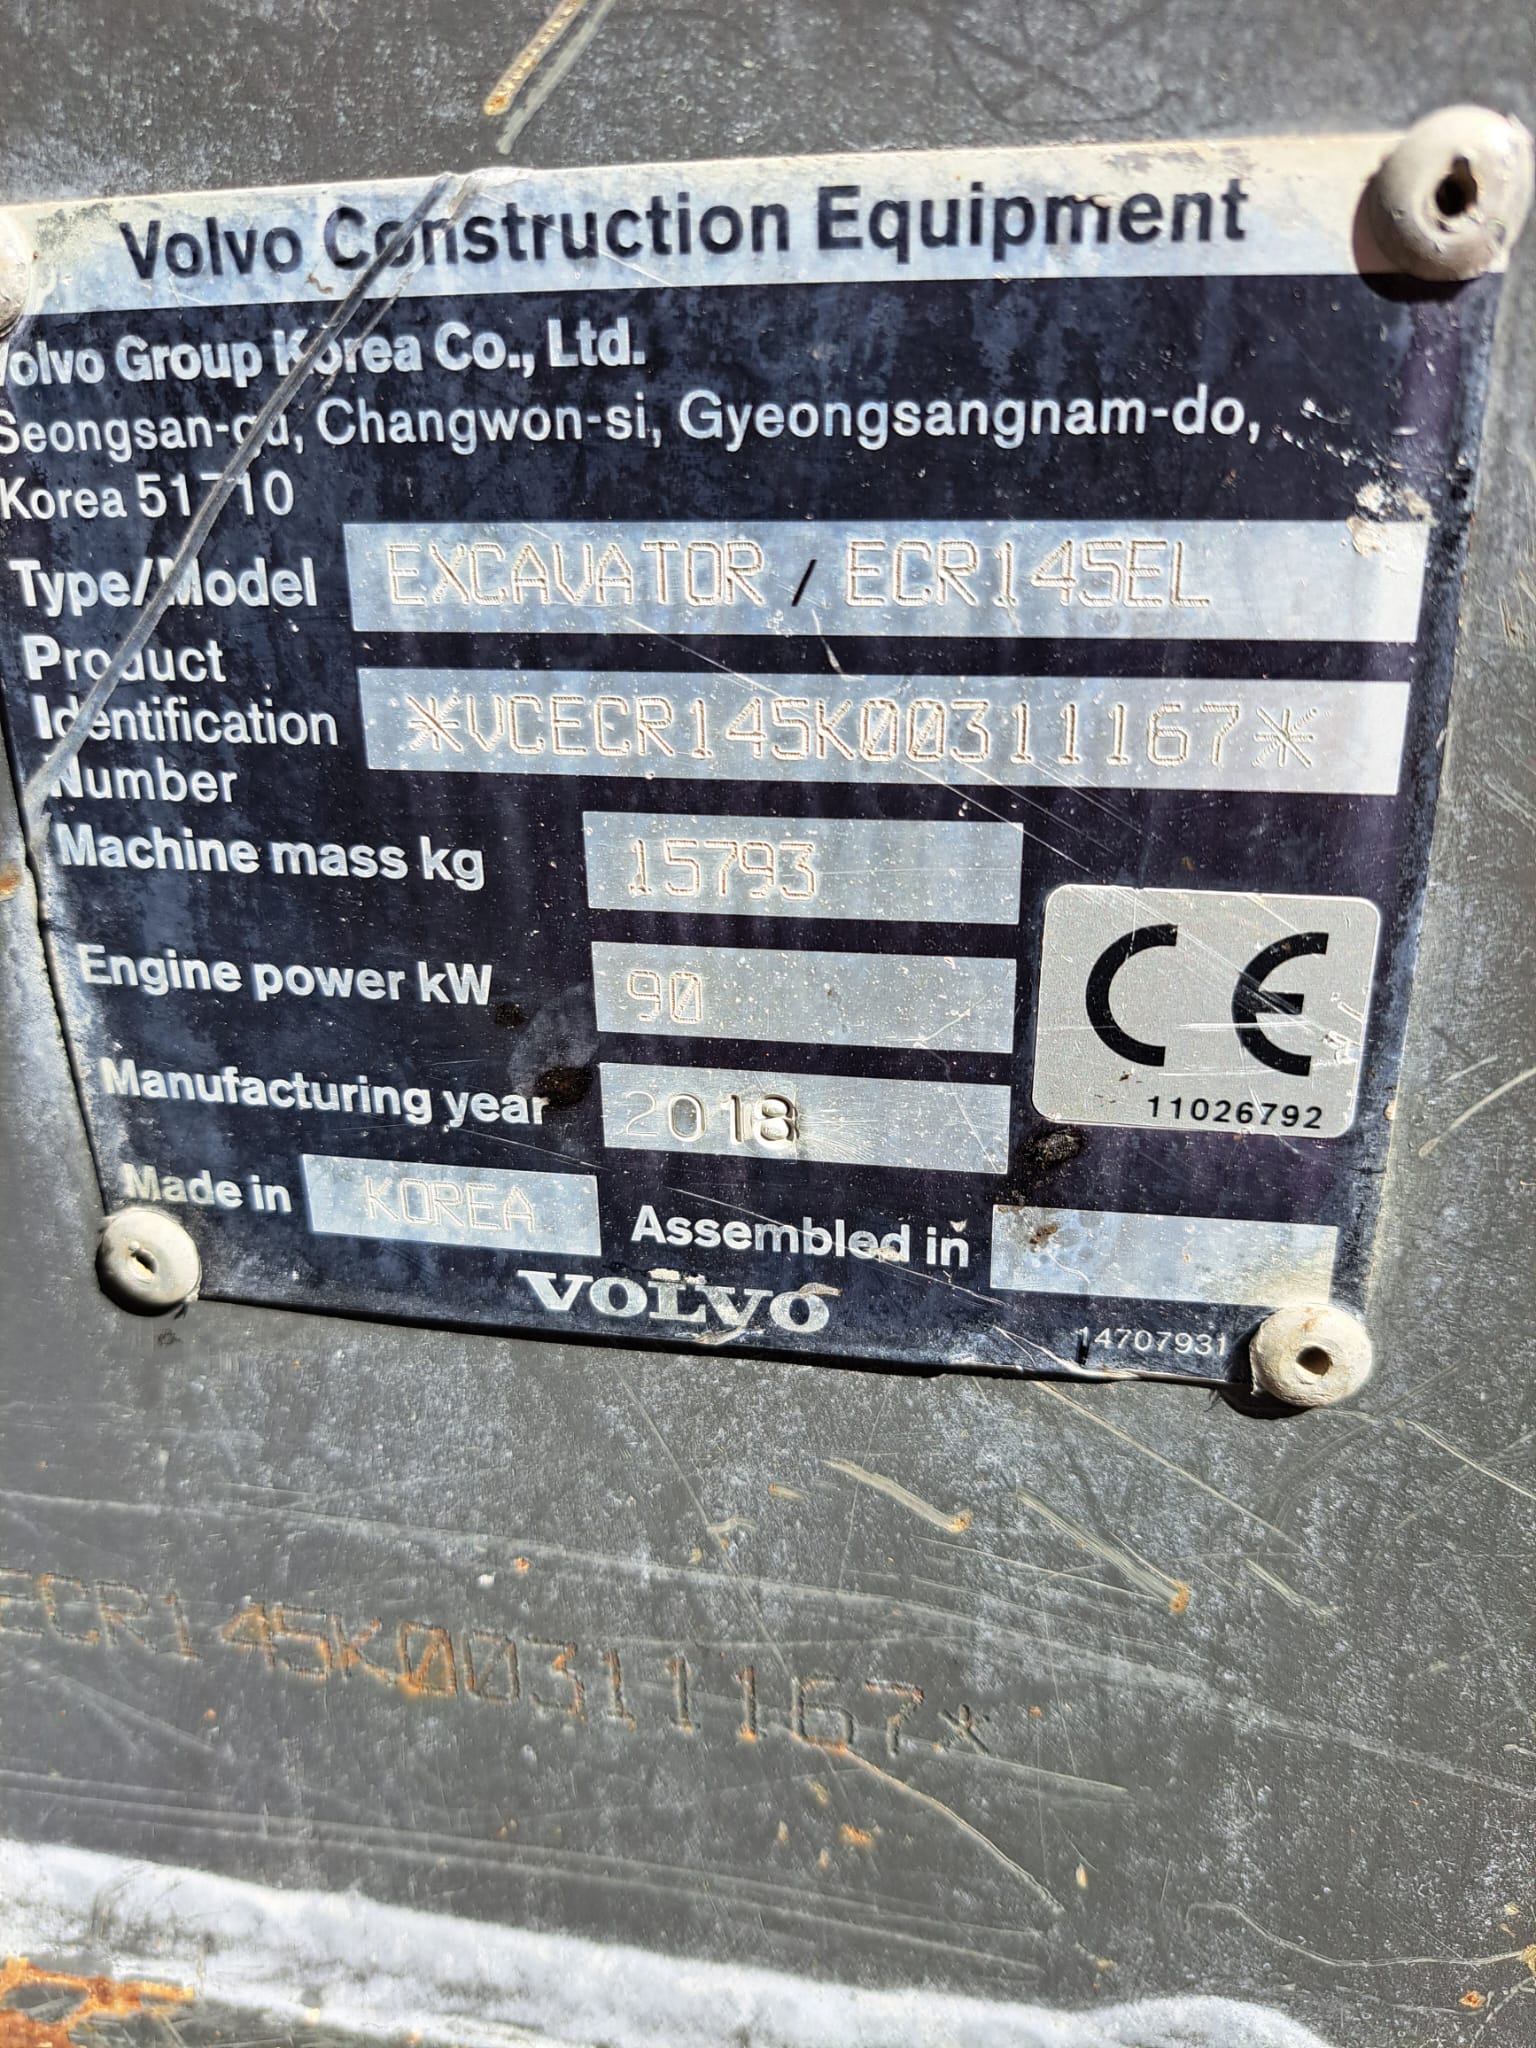 Volvo Construction Equipment
Volvo Group Korea Co., Ltd.
Seongsan-gu, Changwon-si, Gyeongsangnam-do,
Korea 51710
Type/Model EXCAVATOR / ECR145EL
Product
Identification *VCECR145K00311167*
Number
Machine mass kg 15793
Engine power kW 90
CE
11026792
Manufacturing year 2018
Made in KOREA Assembled in
VOLVO
14707931
ECR145K00311167*